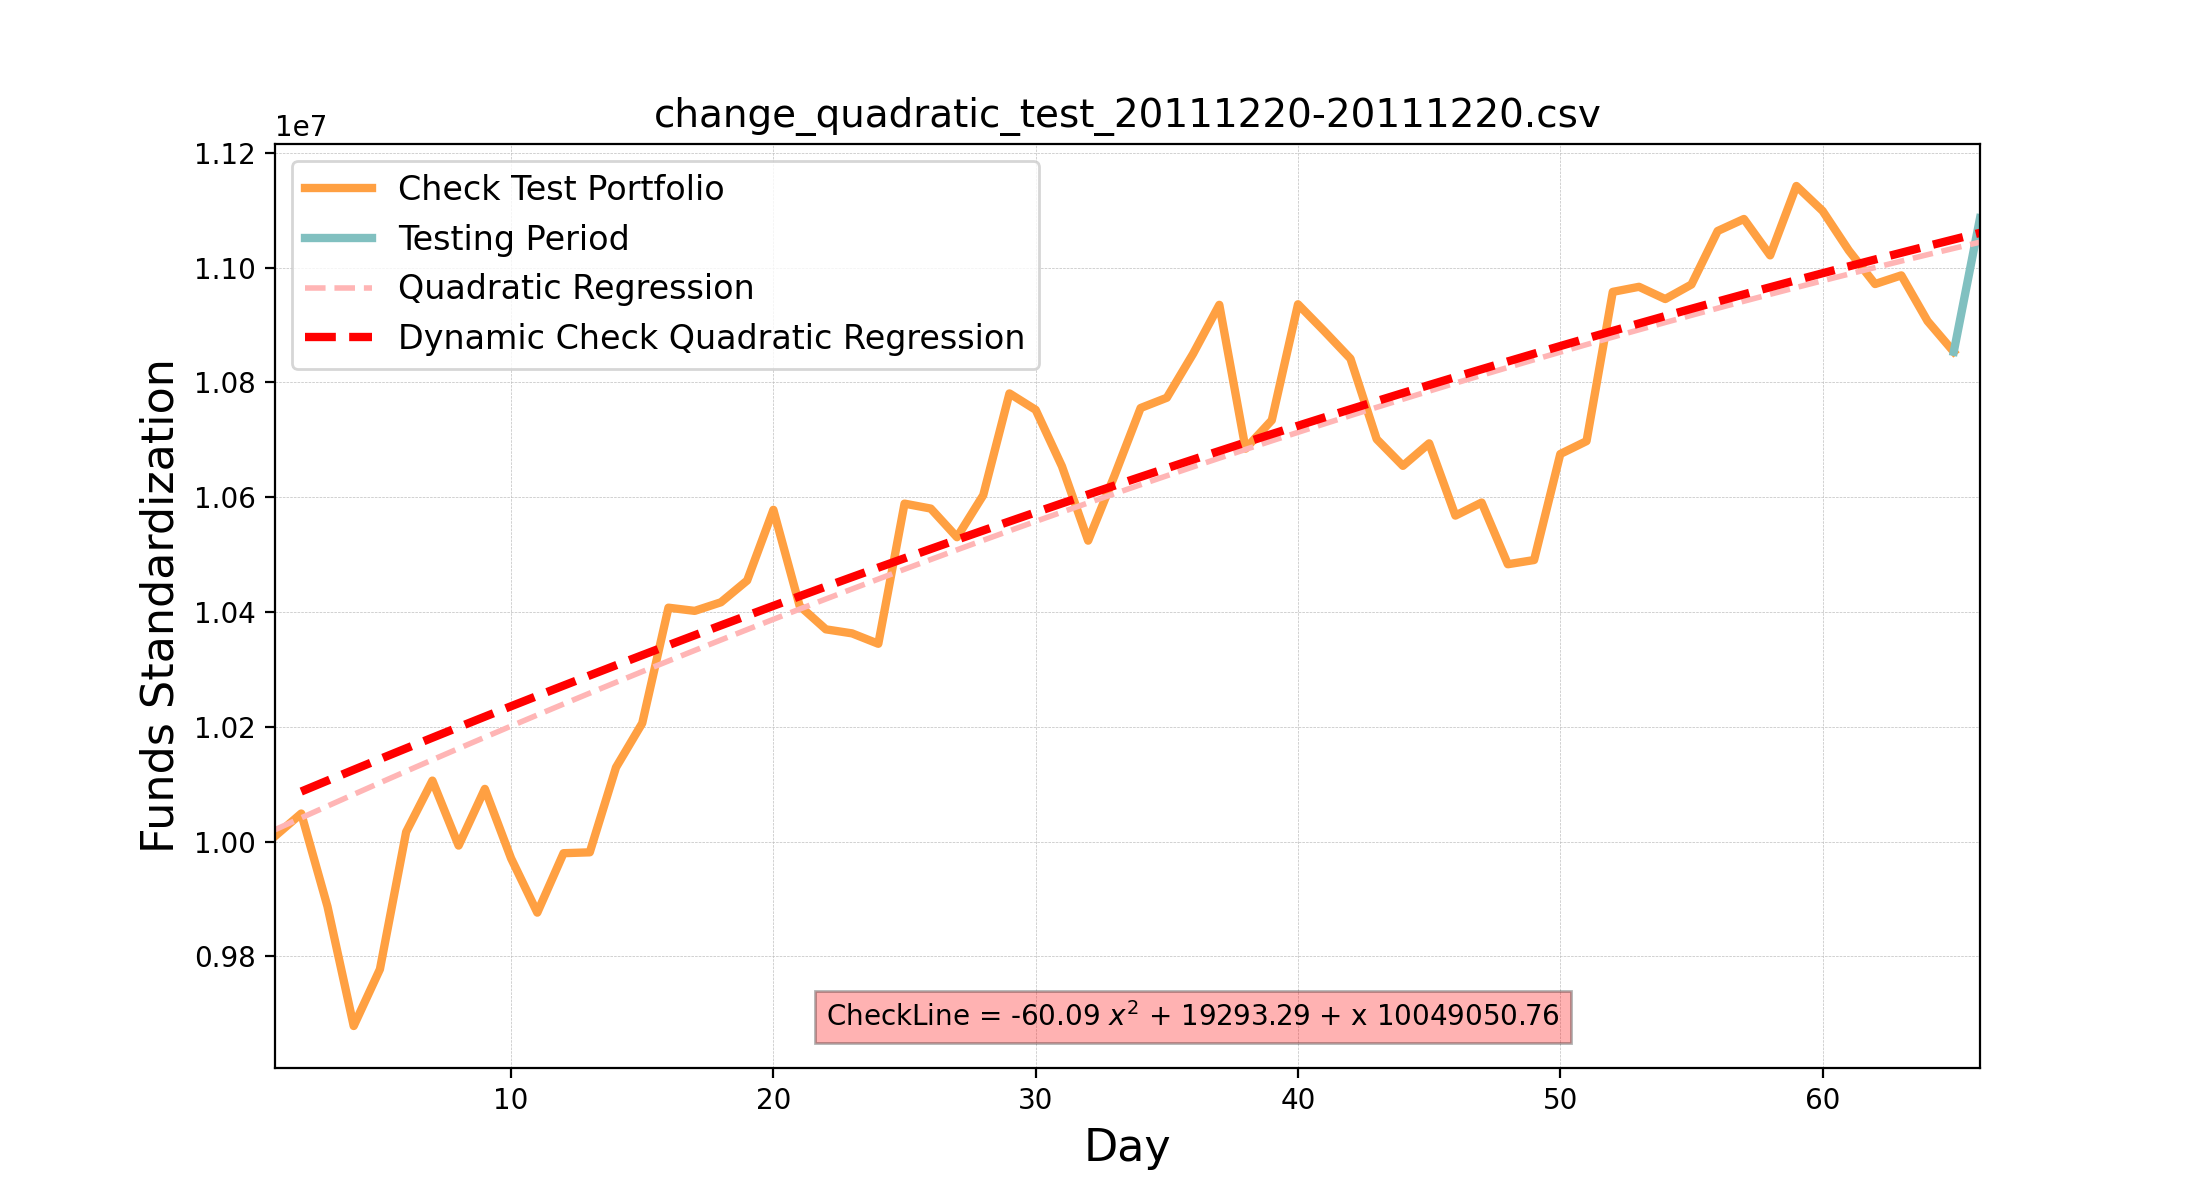 change_quadratic_test_20111220-20111220.csv
1e7
1.12
1.10
1.08
1.06
1.04
1.02
1.00
0.98
Funds Standardization
Check Test Portfolio
Testing Period
Quadratic Regression
Dynamic Check Quadratic Regression
CheckLine = -60.09 x² + 19293.29 + x 10049050.76
10 20 30 40 50 60
Day